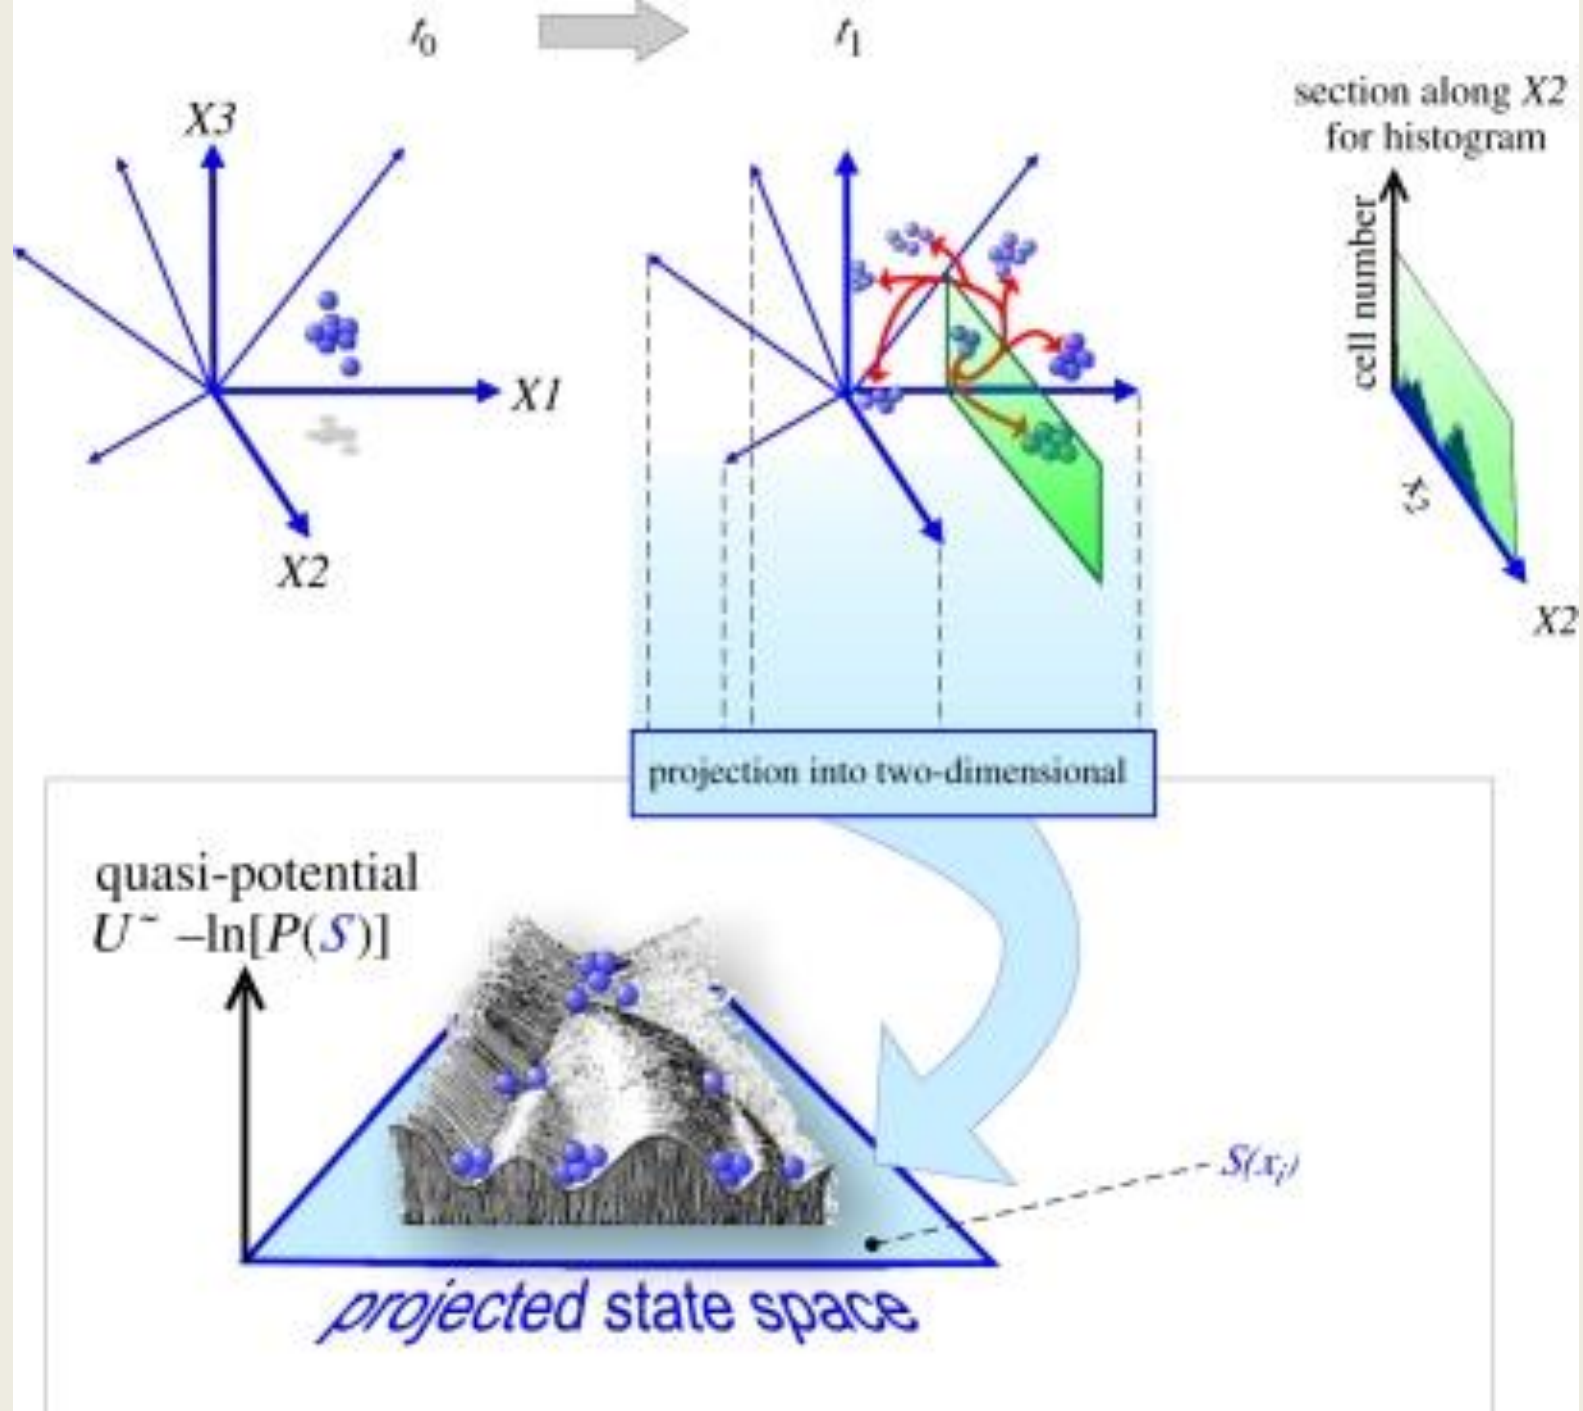 t0
t1
section along X2
for histogram
X3
cell number
X1
x2
X2
X2
projection into two-dimensional
quasi-potential
U~ –ln[P(S)]
S(xi)
projected state space